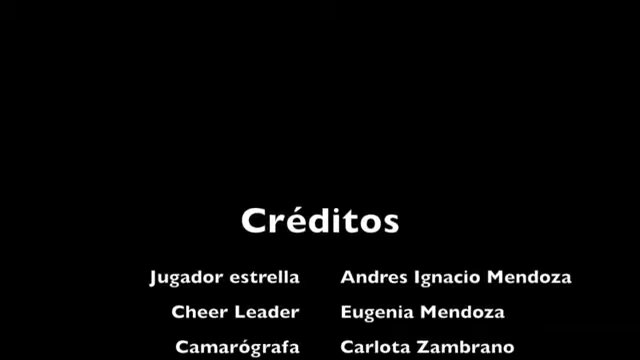 Créditos
Jugador estrella Andres Ignacio Mendoza
Cheer Leader Eugenia Mendoza
Camarógrafa Carlota Zambrano